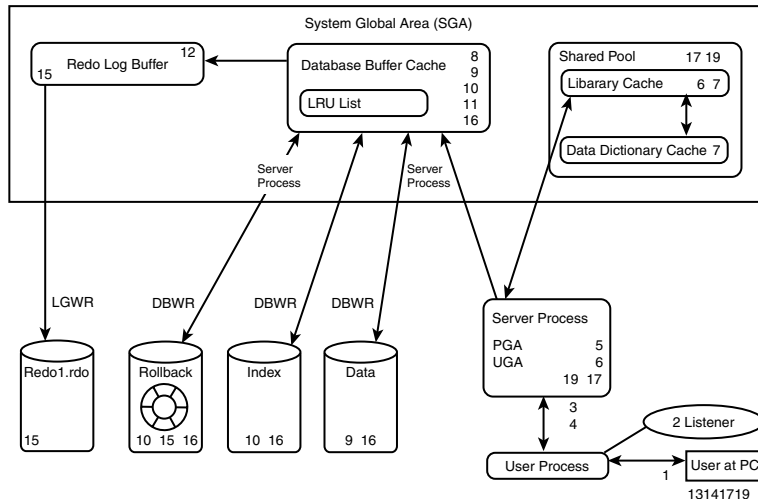 System Global Area (SGA)
Redo Log Buffer
12
15
Database Buffer Cache
8
9
10
11
16
LRU List
Shared Pool
17 19
Libarary Cache
6 7
Data Dictionary Cache 7
Server
Process
Server
Process
LGWR
DBWR
DBWR
DBWR
Server Process
PGA
5
UGA
6
19 17
Redo1.rdo
15
Rollback
10 15 16
Index
10 16
Data
9 16
3
4
2 Listener
User Process
1
User at PC
13141719